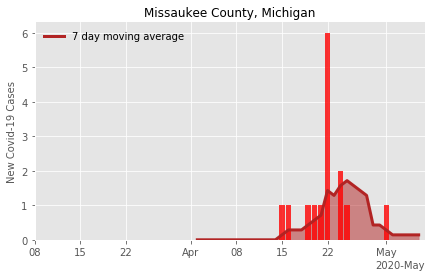 Missaukee County, Michigan
7 day moving average
New Covid-19 Cases
6
5
4
3
2
1
0
08 15 22 Apr 08 15 22 May
2020-May